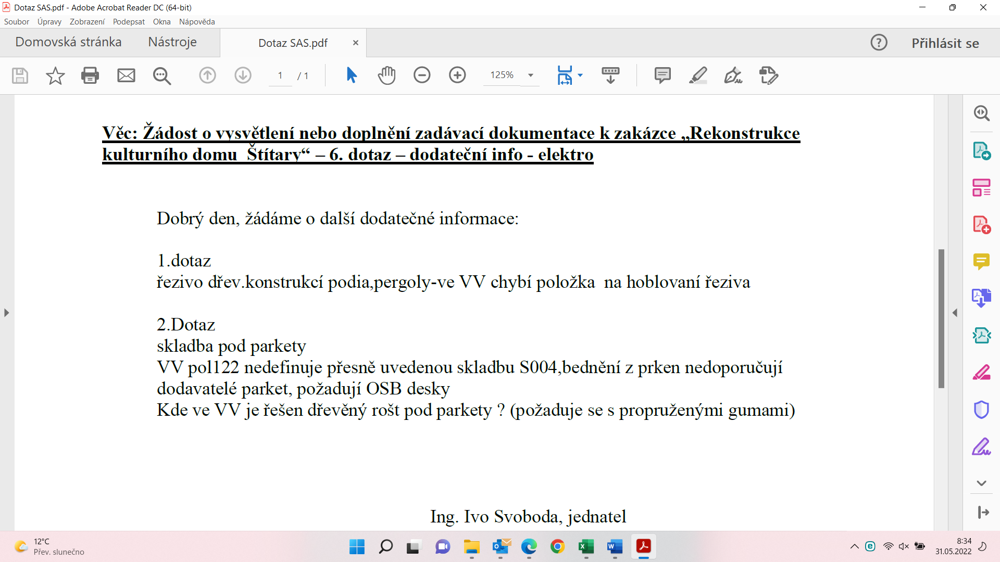 Dotaz SAS.pdf - Adobe Acrobat Reader DC (64-bit)
Soubor Úpravy Zobrazení Podepsat Okna Nápověda
Domovská stránka Nástroje Dotaz SAS.pdf Přihlásit se
1 / 1 125%
Věc: Žádost o vysvětlení nebo doplnění zadávací dokumentace k zakázce „Rekonstrukce
kulturního domu  Štítary“ – 6. dotaz – dodateční info - elektro
Dobrý den, žádáme o další dodatečné informace:
1.dotaz
řezivo dřev.konstrukcí podia,pergoly-ve VV chybí položka  na hoblovaní řeziva
2.Dotaz
skladba pod parkety
VV pol122 nedefinuje přesně uvedenou skladbu S004,bednění z prken nedoporučují
dodavatelé parket, požadují OSB desky
Kde ve VV je řešen dřevěný rošt pod parkety ? (požaduje se s propruženými gumami)
Ing. Ivo Svoboda, jednatel
12°C
Přev. slunečno
8:34
31.05.2022